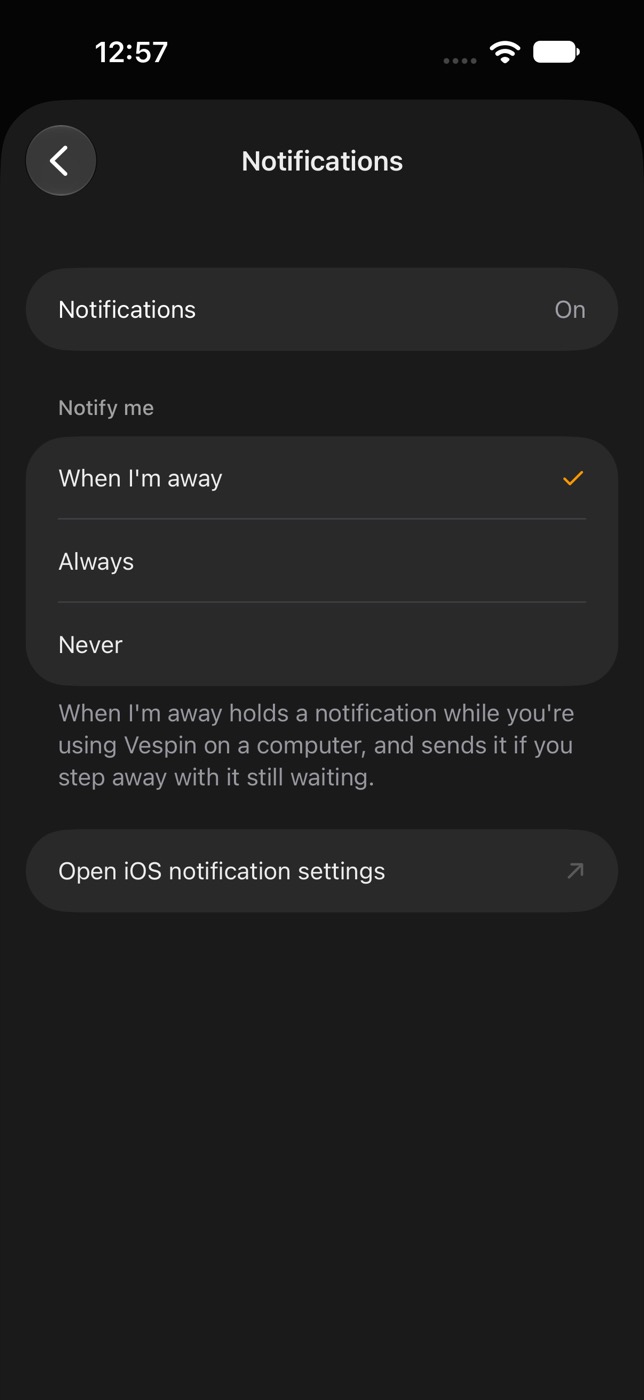 12:57
Notifications
Notifications On
Notify me
When I'm away
Always
Never
When I'm away holds a notification while you're
using Vespin on a computer, and sends it if you
step away with it still waiting.
Open iOS notification settings